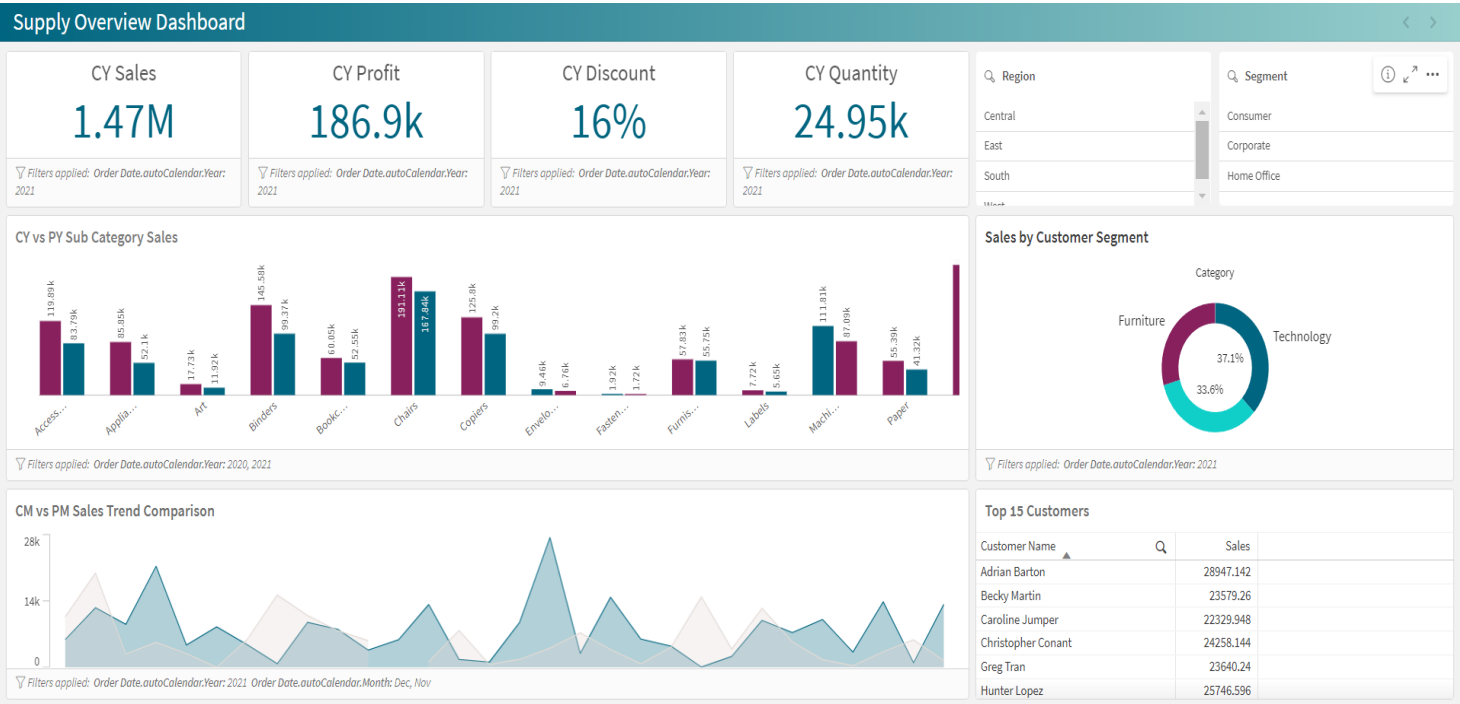 Supply Overview Dashboard
CY Sales
1.47M
Filters applied: Order Date.autoCalendar.Year:
2021
CY Profit
186.9k
Filters applied: Order Date.autoCalendar.Year:
2021
CY Discount
16%
Filters applied: Order Date.autoCalendar.Year:
2021
CY Quantity
24.95k
Filters applied: Order Date.autoCalendar.Year:
2021
Region
Central
East
South
West
Segment
Consumer
Corporate
Home Office
CY vs PY Sub Category Sales
119.89k
83.79k
85.85k
52.1k
17.73k
11.92k
145.58k
99.37k
60.05k
52.55k
191.11k
167.84k
125.8k
99.2k
9.46k
6.76k
1.92k
1.72k
57.83k
55.75k
7.72k
5.65k
111.81k
87.09k
55.39k
41.32k
Access...
Applia...
Art
Binders
Bookc...
Chairs
Copiers
Envelo...
Fasten...
Furnis...
Labels
Machi...
Paper
Filters applied: Order Date.autoCalendar.Year: 2020, 2021
Sales by Customer Segment
Category
Furniture
Technology
37.1%
33.6%
Filters applied: Order Date.autoCalendar.Year: 2021
CM vs PM Sales Trend Comparison
28k
14k
0
Filters applied: Order Date.autoCalendar.Year: 2021 Order Date.autoCalendar.Month: Dec, Nov
Top 15 Customers
Customer Name Sales
Adrian Barton 28947.142
Becky Martin 23579.26
Caroline Jumper 22329.948
Christopher Conant 24258.144
Greg Tran 23640.24
Hunter Lopez 25746.596